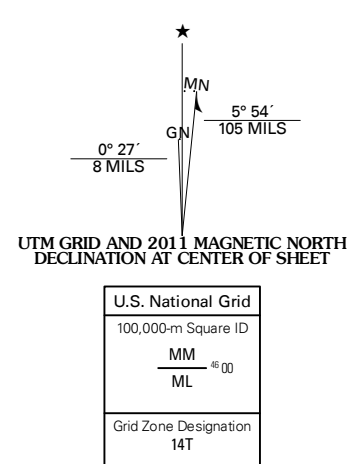 ★
MN
GN
5° 54´
105 MILS
0° 27´
8 MILS
UTM GRID AND 2011 MAGNETIC NORTH
DECLINATION AT CENTER OF SHEET
U.S. National Grid
100,000-m Square ID
MM
46 00
ML
Grid Zone Designation
14T